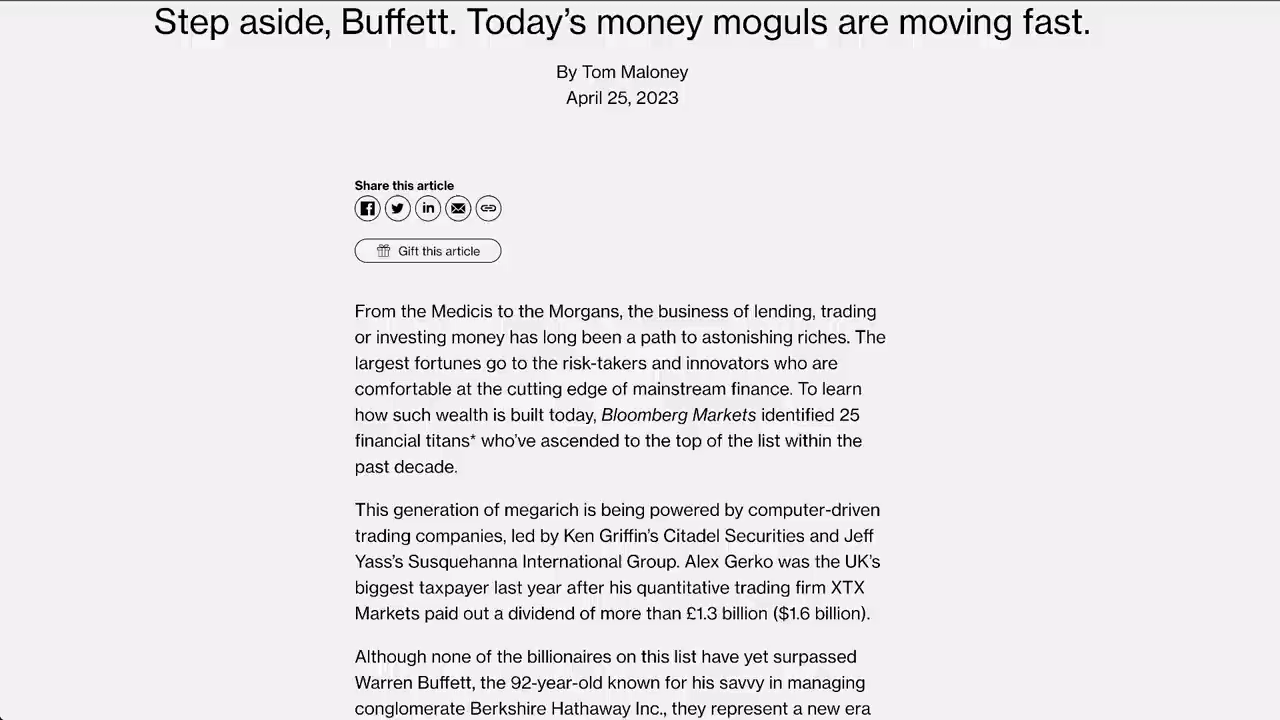 Step aside, Buffett. Today’s money moguls are moving fast.
By Tom Maloney
April 25, 2023
Share this article
Gift this article
From the Medicis to the Morgans, the business of lending, trading
or investing money has long been a path to astonishing riches. The
largest fortunes go to the risk-takers and innovators who are
comfortable at the cutting edge of mainstream finance. To learn
how such wealth is built today, Bloomberg Markets identified 25
financial titans* who’ve ascended to the top of the list within the
past decade.
This generation of megarich is being powered by computer-driven
trading companies, led by Ken Griffin’s Citadel Securities and Jeff
Yass’s Susquehanna International Group. Alex Gerko was the UK’s
biggest taxpayer last year after his quantitative trading firm XTX
Markets paid out a dividend of more than £1.3 billion ($1.6 billion).
Although none of the billionaires on this list have yet surpassed
Warren Buffett, the 92-year-old known for his savvy in managing
conglomerate Berkshire Hathaway Inc., they represent a new era